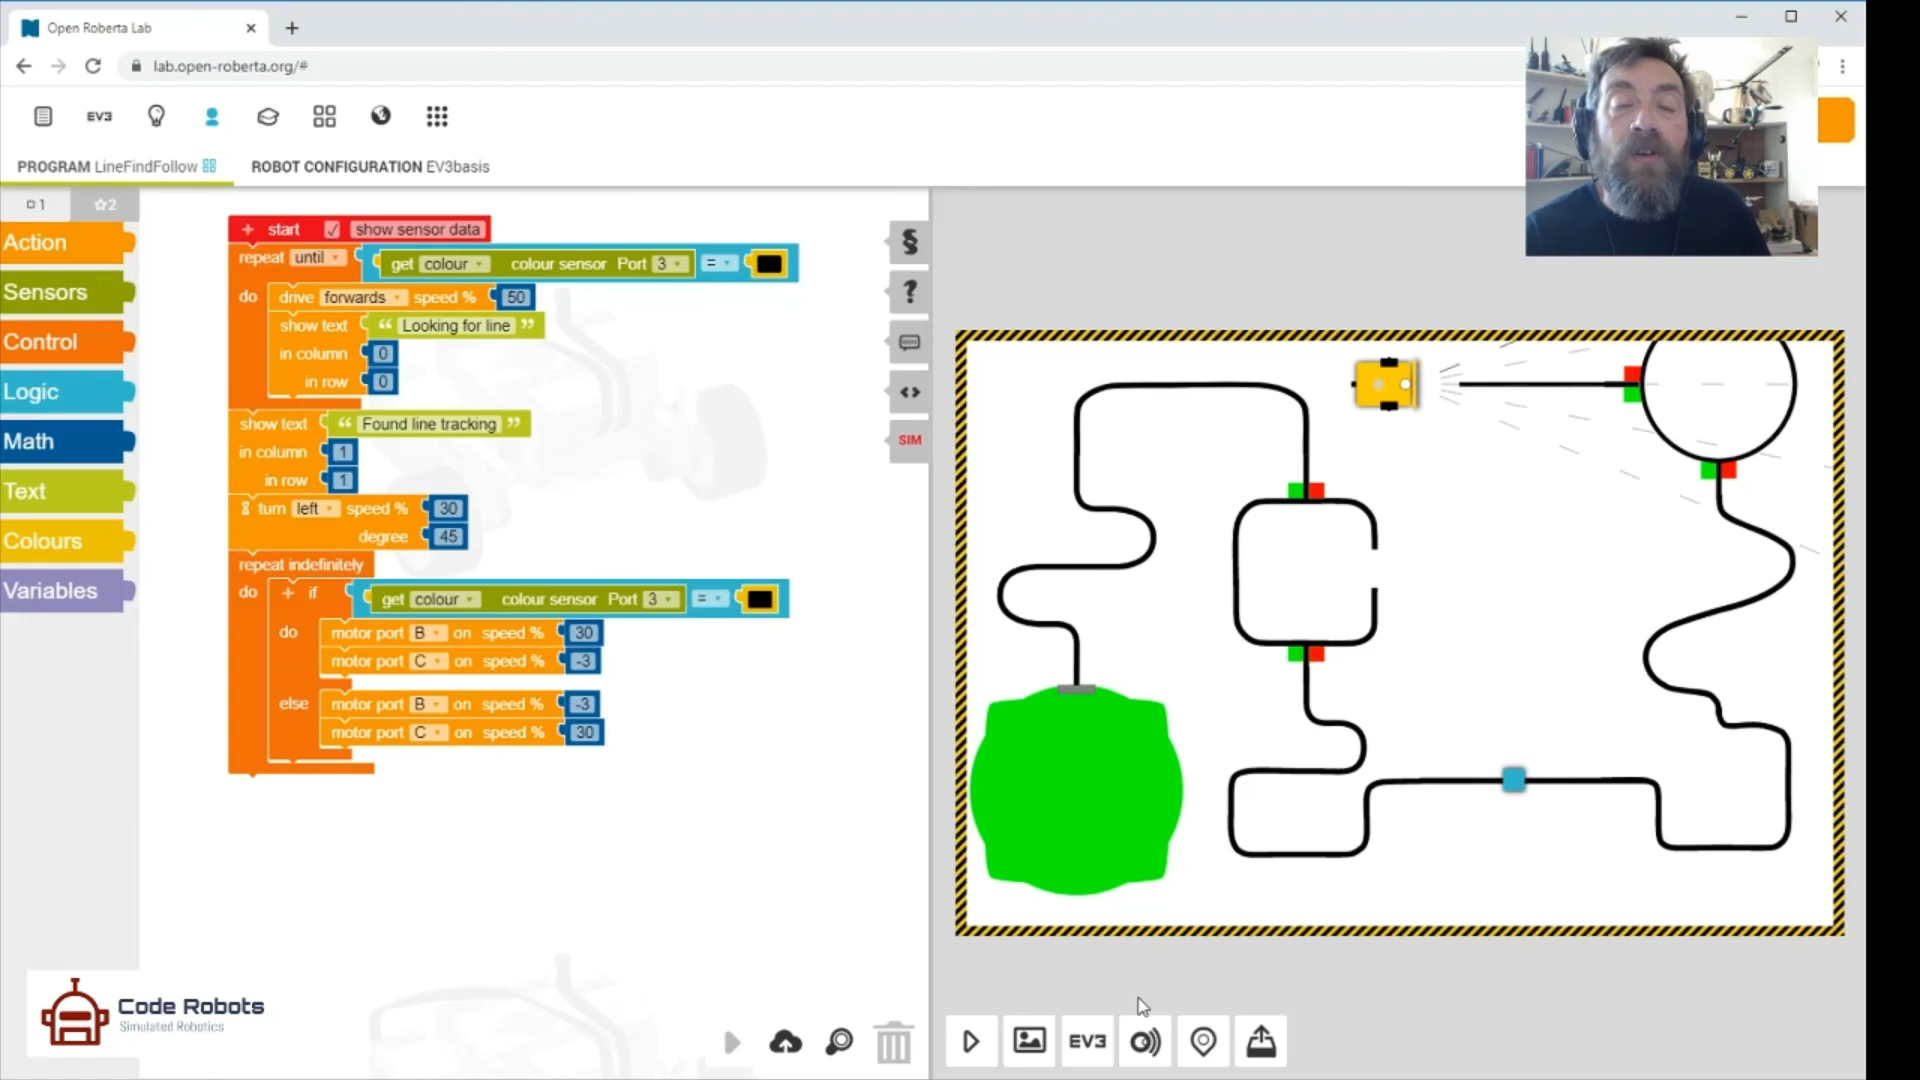 Open Roberta Lab
lab.open-roberta.org/#
EV3
PROGRAM LineFindFollow
ROBOT CONFIGURATION EV3basis
1
2
Action
Sensors
Control
Logic
Math
Text
Colours
Variables
+ start show sensor data
repeat until get colour colour sensor Port 3 =
do drive forwards speed % 50
show text “ Looking for line ”
in column 0
in row 0
show text “ Found line tracking ”
in column 1
in row 1
turn left speed % 30
degree 45
repeat indefinitely
do + if get colour colour sensor Port 3 =
do motor port B on speed % 30
motor port C on speed % -3
else motor port B on speed % -3
motor port C on speed % 30
§
?
SIM
Code Robots
Simulated Robotics
EV3